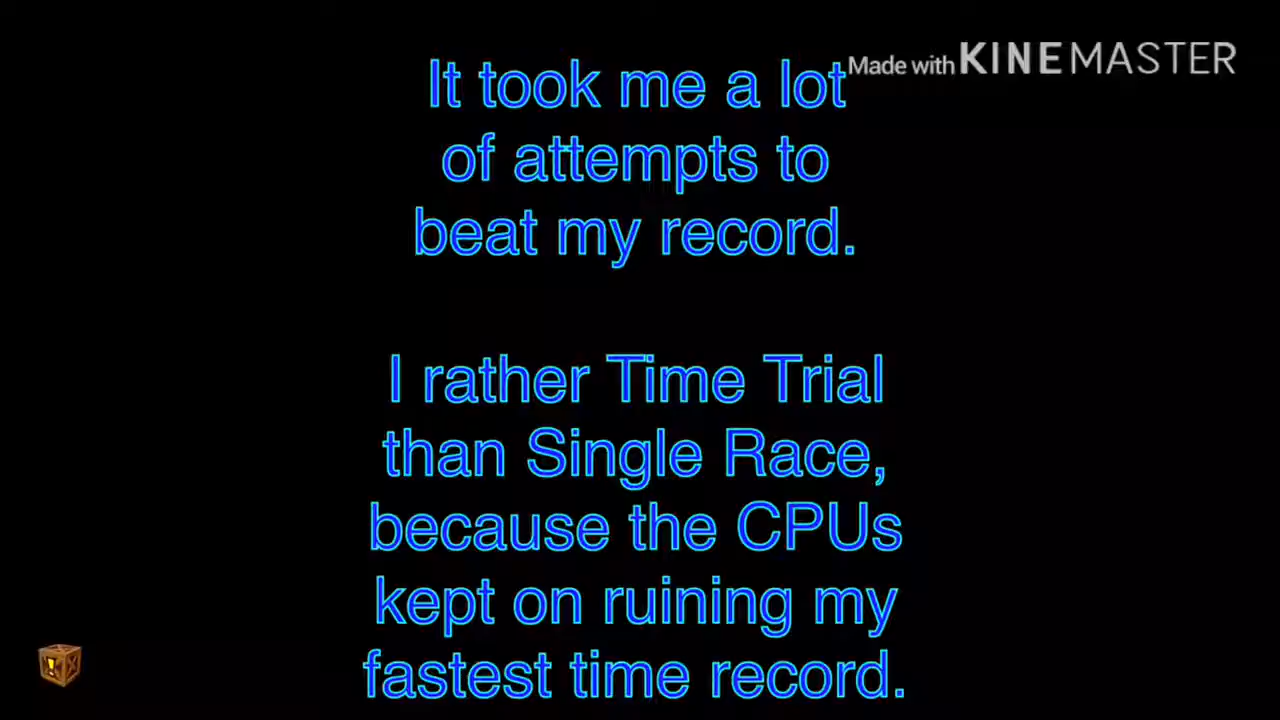 Made with KINEMASTER
It took me a lot
of attempts to
beat my record.
I rather Time Trial
than Single Race,
because the CPUs
kept on ruining my
fastest time record.